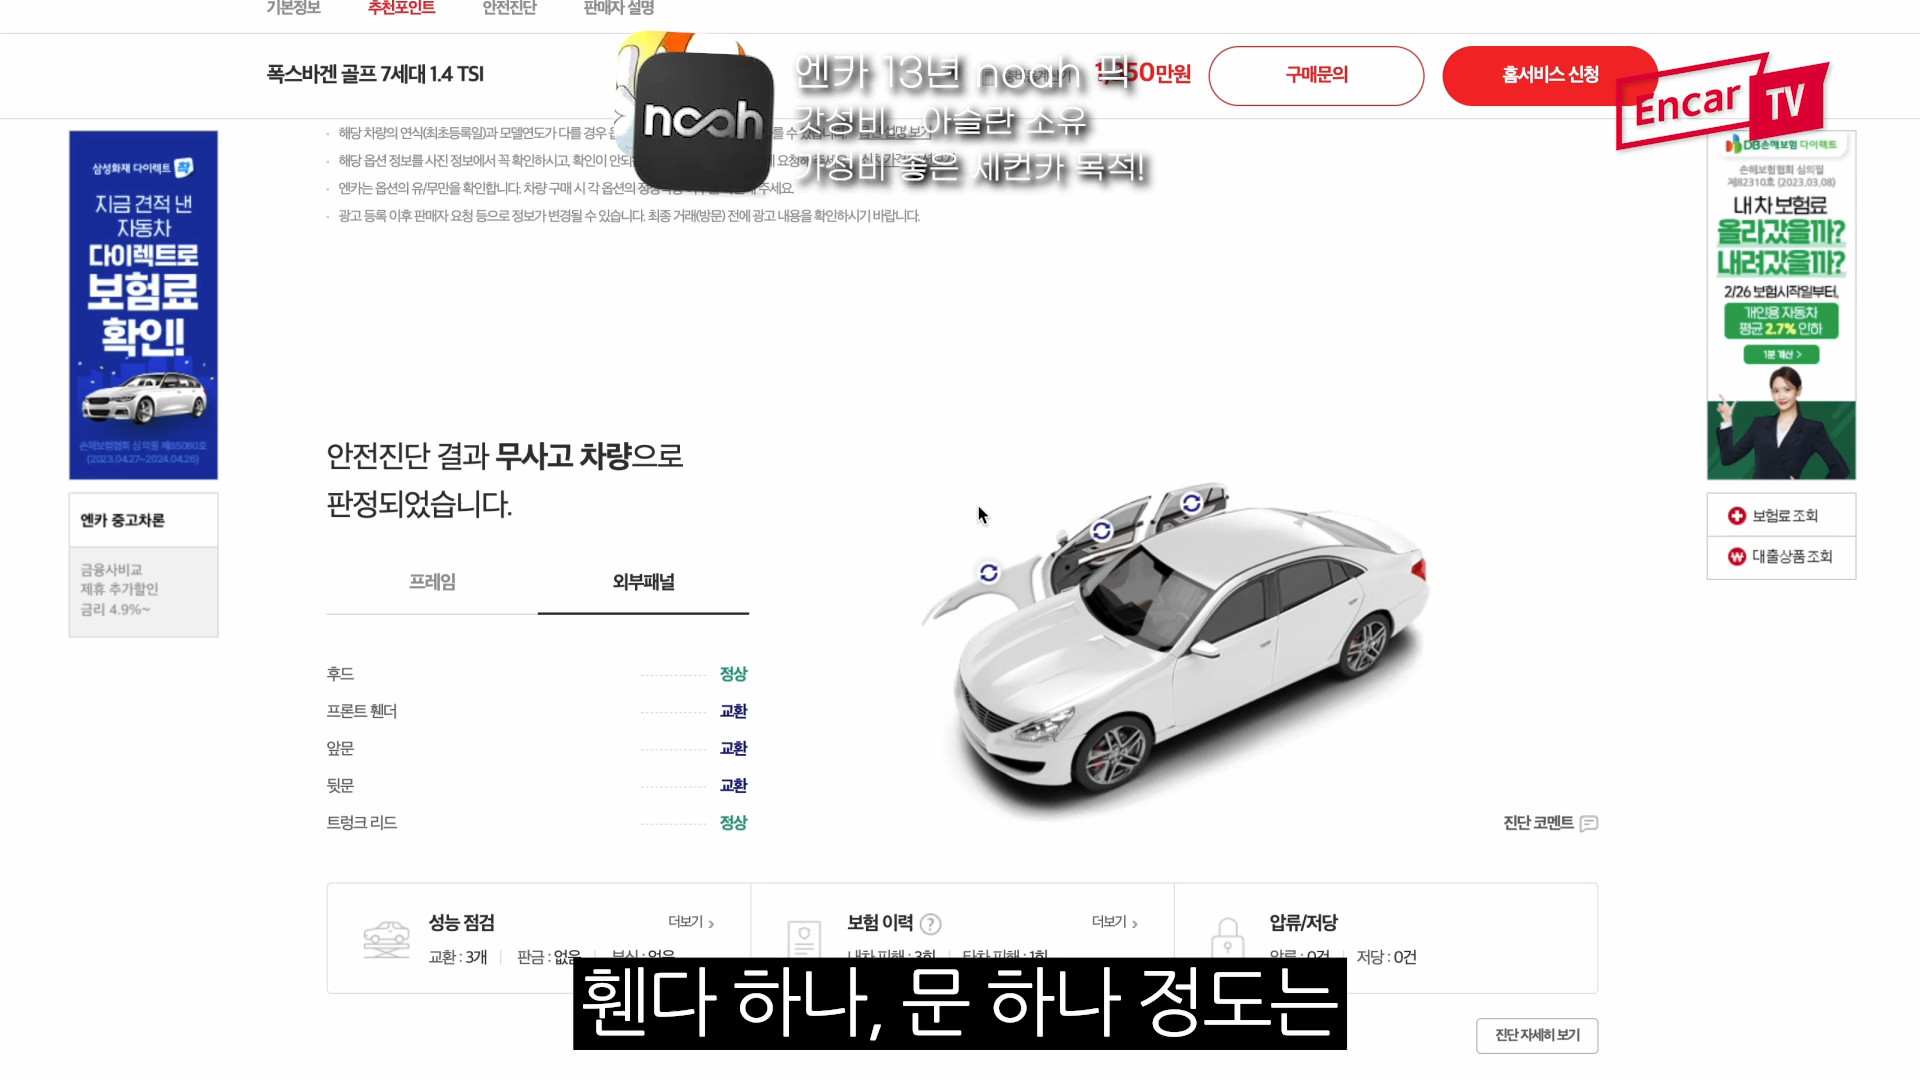 기본정보 추천포인트 안전진단 판매자 설명
폭스바겐 골프 7세대 1.4 TSI
구매문의
홈서비스 신청
Encar TV
noah
엔카 13년 noah 픽
갓성비.. 아슬란 소유
가성비 좋은 세컨카 목적!
50만원
해당 차량의 연식(최초등록일)과 모델연도가 다를 경우
해당 옵션 정보를 사진 정보에서 꼭 확인하시고, 확인이
엔카는 옵션의 유/무만을 확인합니다. 차량 구매 시 각 옵션의
주세요.
광고 등록 이후 판매자 요청 등으로 정보가 변경될 수 있습니다. 최종 거래(방문) 전에 광고 내용을 확인하시기 바랍니다.
삼성화재 다이렉트 착
지금 견적 낸
자동차
다이렉트로
보험료
확인!
손해보험협회 심의필 제85080호
(2023.04.27~2024.04.26)
엔카 중고차론
금융사비교
제휴 추가할인
금리 4.9%~
DB손해보험 다이렉트
손해보험협회 심의필
제82310호 (2023.03.08)
내 차 보험료
올라갔을까?
내려갔을까?
2/26 보험시작일부터,
개인용 자동차
평균 2.7% 인하
1분 계산 >
보험료 조회
대출상품 조회
안전진단 결과 무사고 차량으로
판정되었습니다.
프레임 외부패널
후드 정상
프론트 휀더 교환
앞문 교환
뒷문 교환
트렁크 리드 정상
진단 코멘트
성능 점검 더보기 >
교환 : 3개 판금 : 없음 부식 : 없음
보험 이력 ? 더보기 >
내차 피해 : 3회 타차 피해 : 1회
압류/저당
압류 : 0건 저당 : 0건
휀다 하나, 문 하나 정도는
진단 자세히 보기